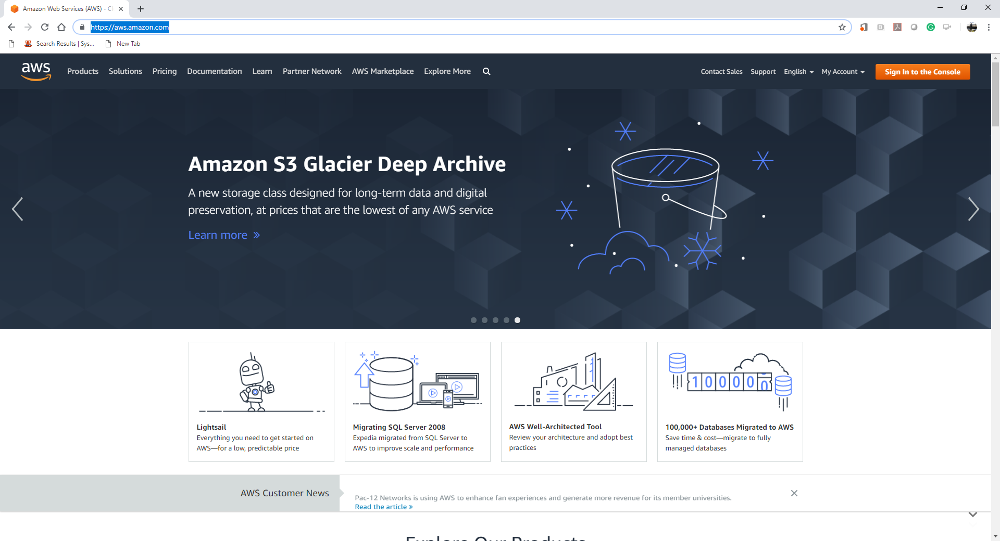 Amazon Web Services (AWS) - Cl
https://aws.amazon.com
Search Results | Sys...
New Tab
aws
Products
Solutions
Pricing
Documentation
Learn
Partner Network
AWS Marketplace
Explore More
Contact Sales
Support
English
My Account
Sign In to the Console
Amazon S3 Glacier Deep Archive
A new storage class designed for long-term data and digital
preservation, at prices that are the lowest of any AWS service
Learn more »
100000
Lightsail
Everything you need to get started on
AWS—for a low, predictable price
Migrating SQL Server 2008
Expedia migrated from SQL Server to
AWS to improve scale and performance
AWS Well-Architected Tool
Review your architecture and adopt best
practices
100,000+ Databases Migrated to AWS
Save time & cost—migrate to fully
managed databases
AWS Customer News
Pac-12 Networks is using AWS to enhance fan experiences and generate more revenue for its member universities.
Read the article »
Explore Our Products